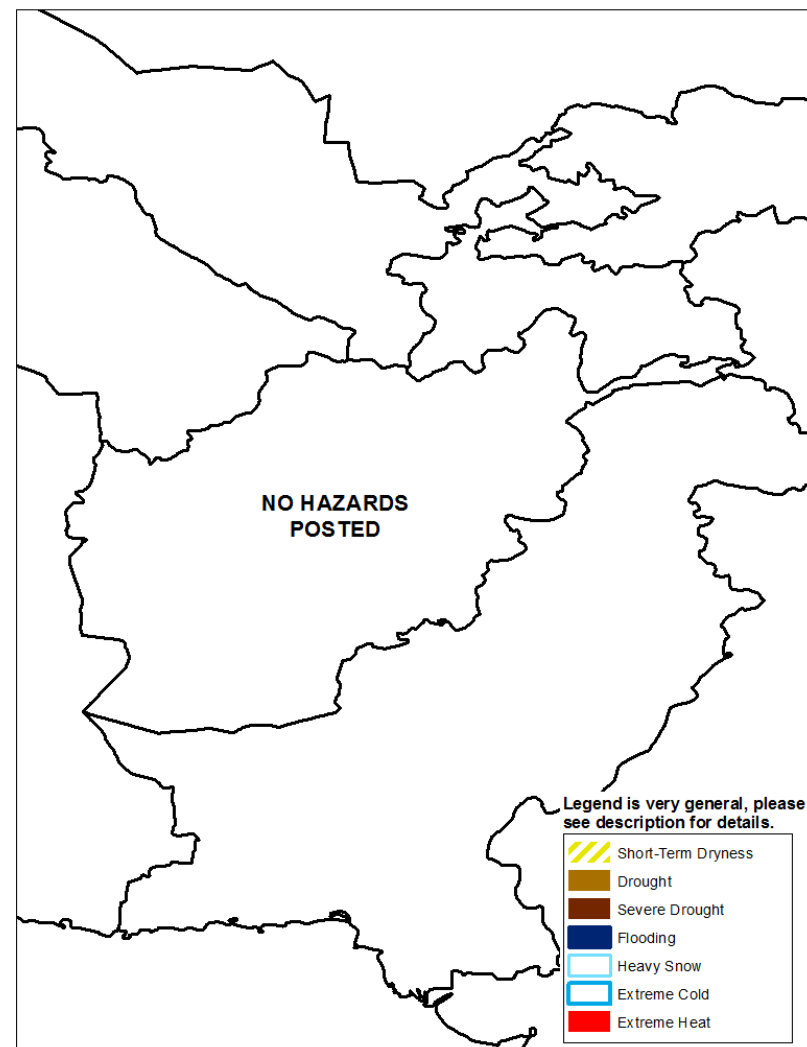 NO HAZARDS
POSTED
Legend is very general, please
see description for details.
Short-Term Dryness
Drought
Severe Drought
Flooding
Heavy Snow
Extreme Cold
Extreme Heat